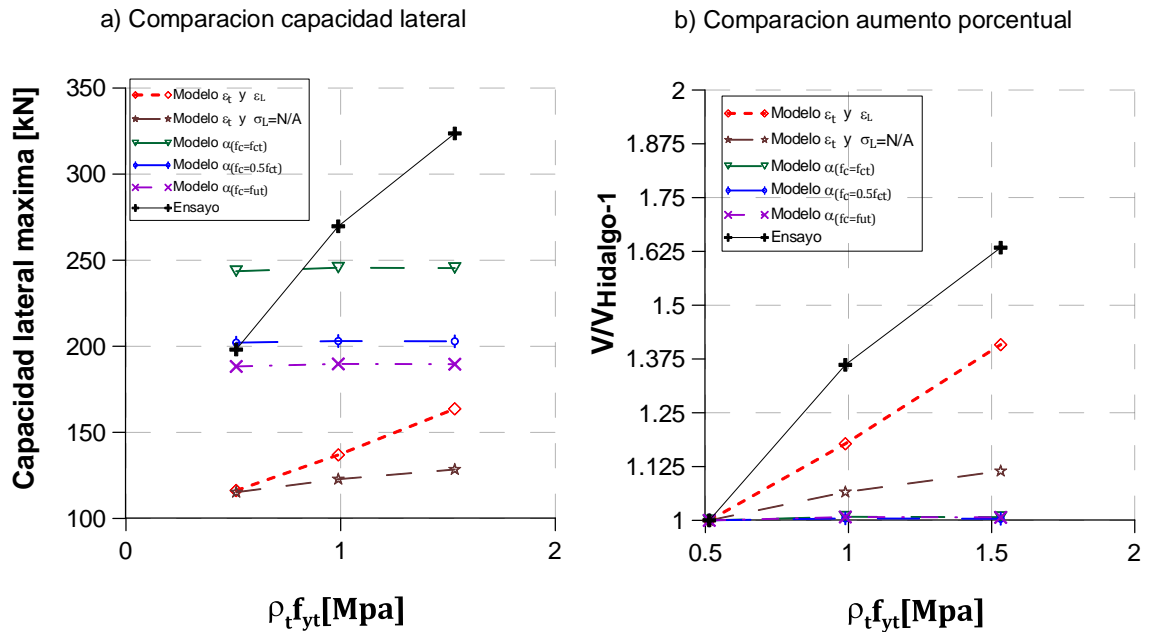 a) Comparacion capacidad lateral
Capacidad lateral maxima [kN]
350
300
250
200
150
100
Modelo εt y εL
Modelo εt y σL=N/A
Modelo α(fc=fct)
Modelo α(fc=0.5fct)
Modelo α(fc=fut)
Ensayo
0
1
2
ρtfyt[Mpa]
b) Comparacion aumento porcentual
V/VHidalgo-1
2
1.875
1.75
1.625
1.5
1.375
1.25
1.125
1
Modelo εt y εL
Modelo εt y σL=N/A
Modelo α(fc=fct)
Modelo α(fc=0.5fct)
Modelo α(fc=fut)
Ensayo
0.5
1
1.5
2
ρtfyt[Mpa]